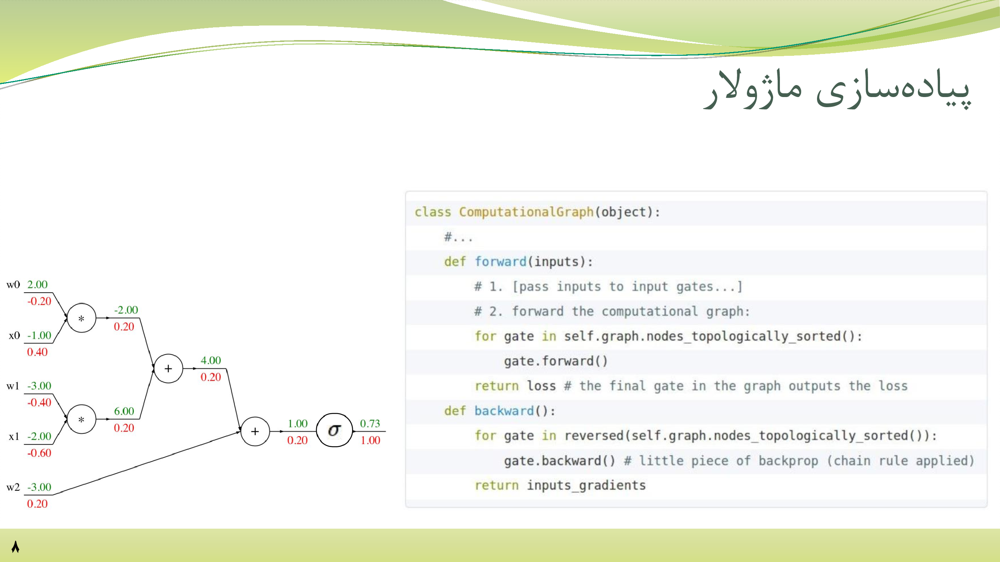 پیاده‌سازی ماژولار
class ComputationalGraph(object):
#...
def forward(inputs):
# 1. [pass inputs to input gates...]
# 2. forward the computational graph:
for gate in self.graph.nodes_topologically_sorted():
gate.forward()
return loss # the final gate in the graph outputs the loss
def backward():
for gate in reversed(self.graph.nodes_topologically_sorted()):
gate.backward() # little piece of backprop (chain rule applied)
return inputs_gradients
w0 2.00
-0.20
*
-2.00
0.20
x0 -1.00
0.40
+
4.00
0.20
w1 -3.00
-0.40
*
6.00
0.20
x1 -2.00
-0.60
+
1.00
0.20
σ
0.73
1.00
w2 -3.00
0.20
۸